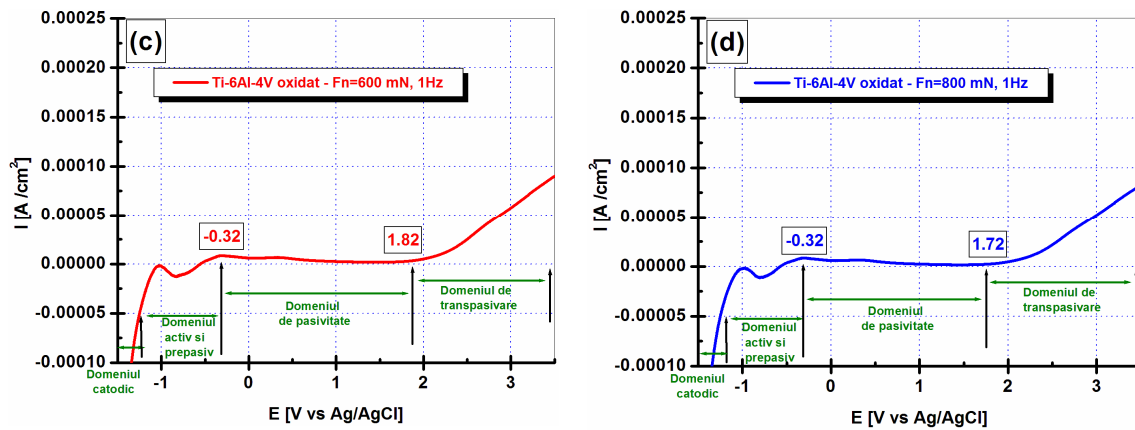 (c)
Ti-6Al-4V oxidat - Fn=600 mN, 1Hz
I [A /cm²]
0.00025
0.00020
0.00015
0.00010
0.00005
0.00000
-0.00005
-0.00010
-0.32
1.82
Domeniul de
transpasivare
Domeniul
de pasivitate
Domeniul
activ si
prepasiv
Domeniul
catodic
-1
0
1
2
3
E [V vs Ag/AgCl]
(d)
Ti-6Al-4V oxidat - Fn=800 mN, 1Hz
I [A /cm²]
0.00025
0.00020
0.00015
0.00010
0.00005
0.00000
-0.00005
-0.00010
-0.32
1.72
Domeniul de
transpasivare
Domeniul
de pasivitate
Domeniul
activ si
prepasiv
Domeniul
catodic
-1
0
1
2
3
E [V vs Ag/AgCl]